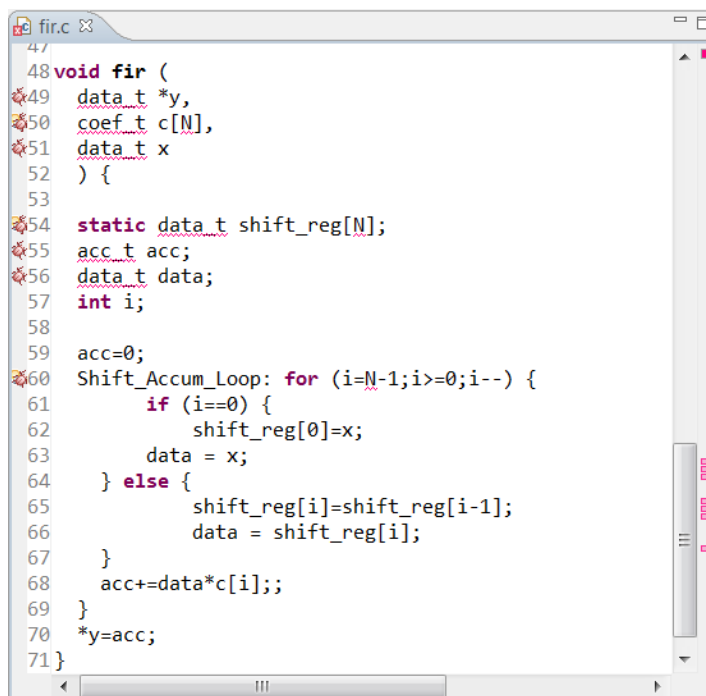 fir.c
47
48 void fir (
49 data_t *y,
50 coef_t c[N],
51 data_t x
52 ) {
53
54 static data_t shift_reg[N];
55 acc_t acc;
56 data_t data;
57 int i;
58
59 acc=0;
60 Shift_Accum_Loop: for (i=N-1;i>=0;i--) {
61 if (i==0) {
62 shift_reg[0]=x;
63 data = x;
64 } else {
65 shift_reg[i]=shift_reg[i-1];
66 data = shift_reg[i];
67 }
68 acc+=data*c[i];;
69 }
70 *y=acc;
71 }